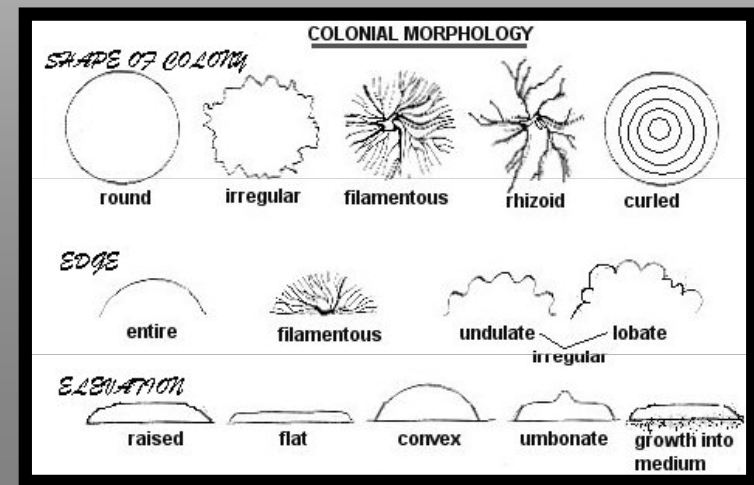 COLONIAL MORPHOLOGY
SHAPE OF COLONY
round irregular filamentous rhizoid curled
EDGE
entire filamentous undulate lobate
irregular
ELEVATION
raised flat convex umbonate growth into
medium